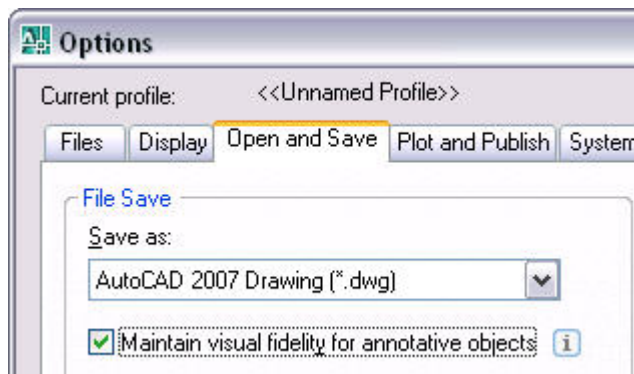 Options
Current profile: <<Unnamed Profile>>
Files Display Open and Save Plot and Publish System
File Save
Save as:
AutoCAD 2007 Drawing (*.dwg)
Maintain visual fidelity for annotative objects i